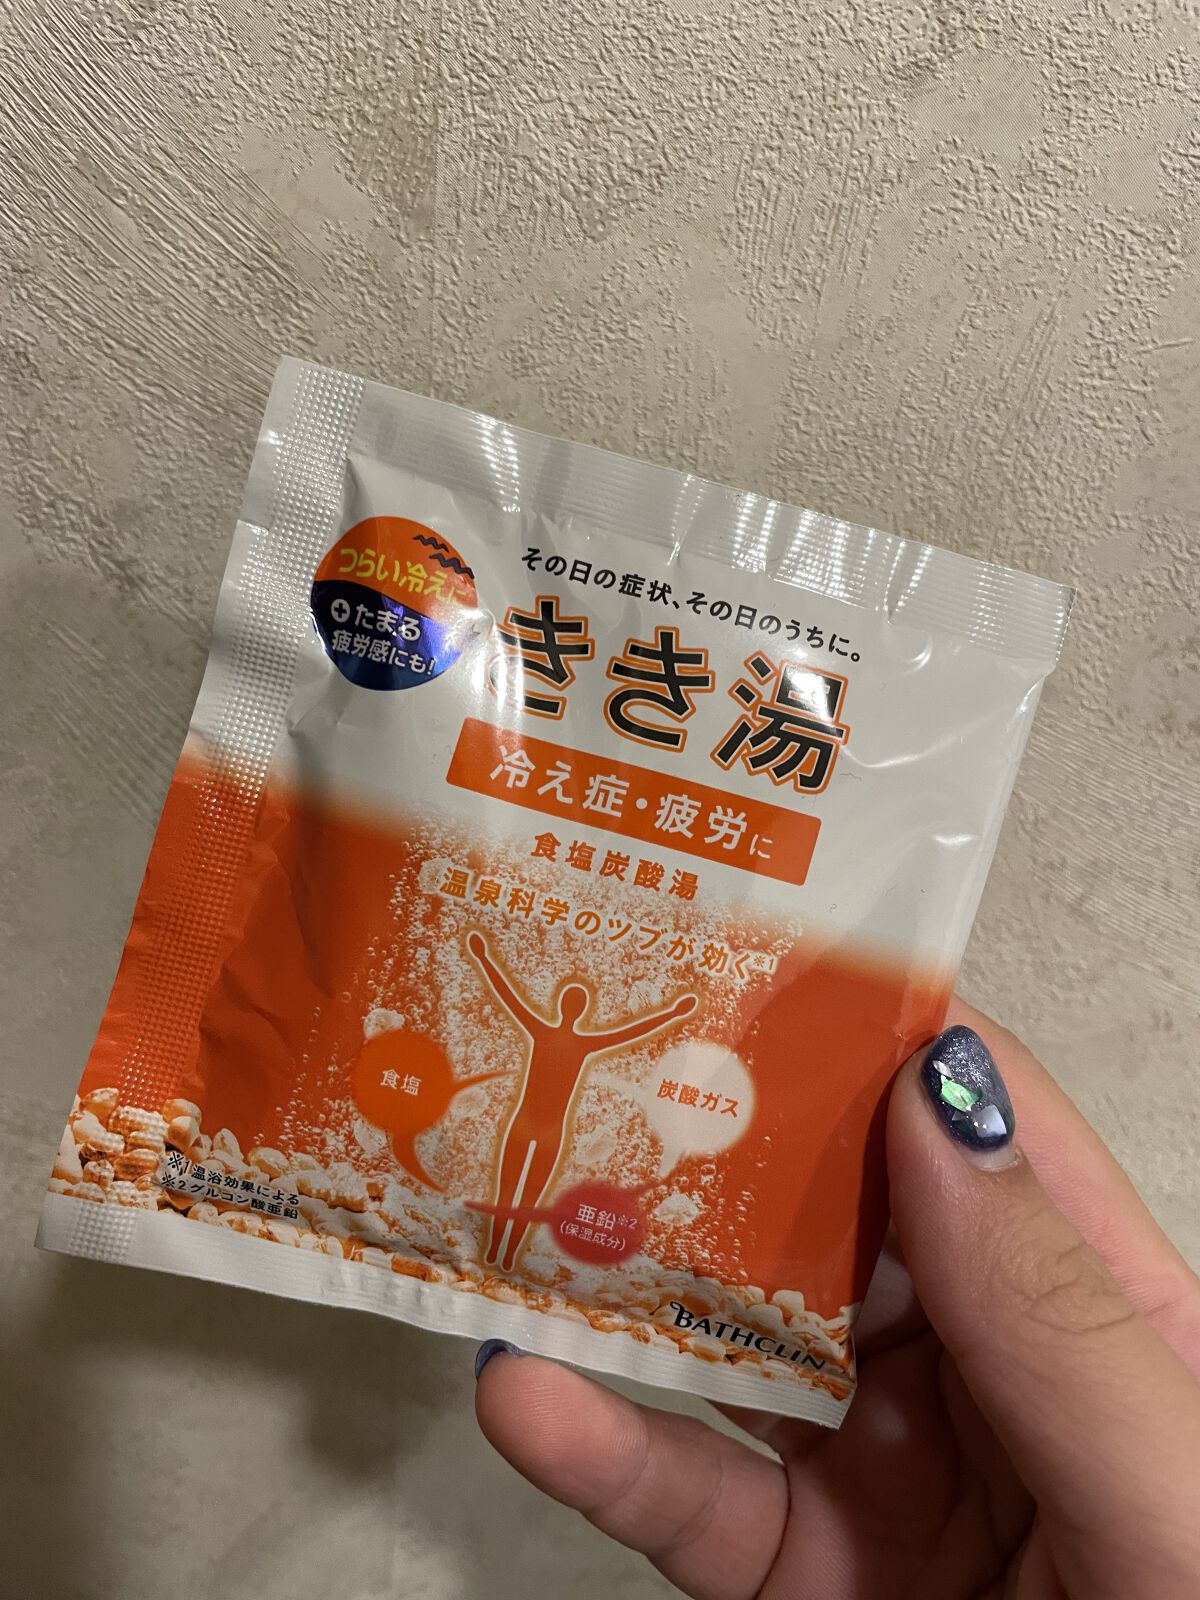 その日の症状、その日のうちに。
つらい冷えに
+たまる
疲労感にも!
きき湯
冷え症・疲労に
食塩炭酸湯
温泉科学のツブが効く※1
食塩
炭酸ガス
亜鉛※2
(保湿成分)
※1温浴効果による
※2グルコン酸亜鉛
BATHCLIN